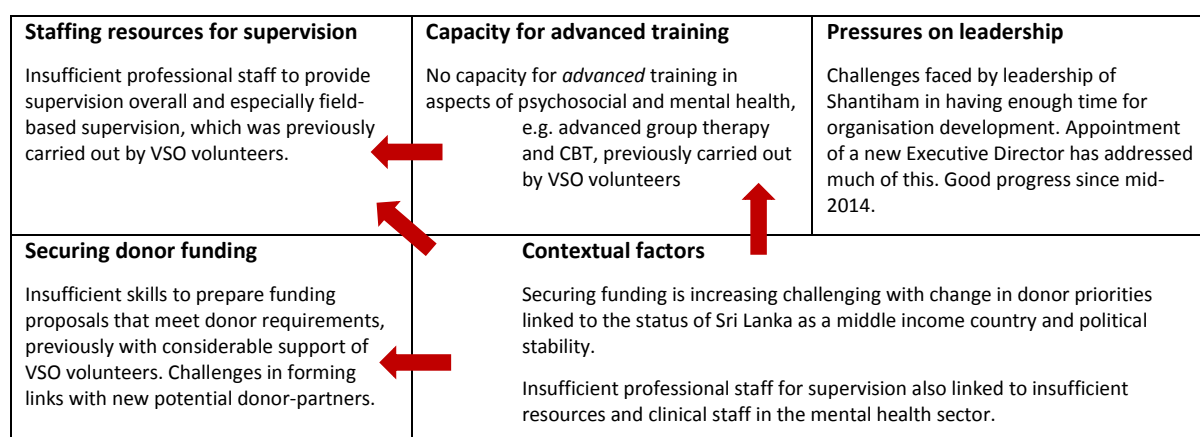 Staffing resources for supervision
Insufficient professional staff to provide
supervision overall and especially field-
based supervision, which was previously
carried out by VSO volunteers.
Capacity for advanced training
No capacity for advanced training in
aspects of psychosocial and mental health,
e.g. advanced group therapy
and CBT, previously carried out
by VSO volunteers
Pressures on leadership
Challenges faced by leadership of
Shantiham in having enough time for
organisation development. Appointment
of a new Executive Director has addressed
much of this. Good progress since mid-
2014.
Securing donor funding
Insufficient skills to prepare funding
proposals that meet donor requirements,
previously with considerable support of
VSO volunteers. Challenges in forming
links with new potential donor-partners.
Contextual factors
Securing funding is increasing challenging with change in donor priorities
linked to the status of Sri Lanka as a middle income country and political
stability.
Insufficient professional staff for supervision also linked to insufficient
resources and clinical staff in the mental health sector.